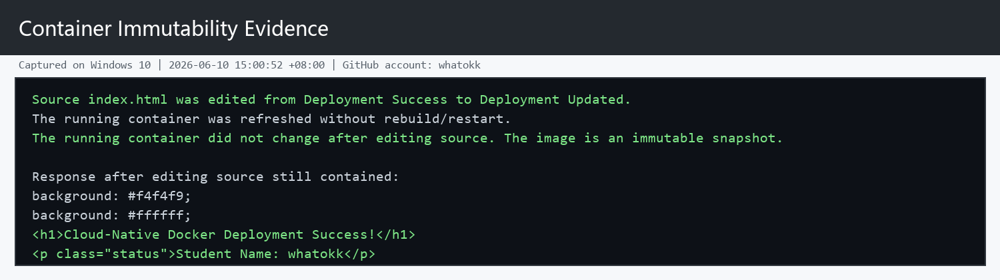 Container Immutability Evidence
Captured on Windows 10 | 2026-06-10 15:00:52 +08:00 | GitHub account: whatokk
Source index.html was edited from Deployment Success to Deployment Updated.
The running container was refreshed without rebuild/restart.
The running container did not change after editing source. The image is an immutable snapshot.
Response after editing source still contained:
background: #f4f4f9;
background: #ffffff;
<h1>Cloud-Native Docker Deployment Success!</h1>
<p class="status">Student Name: whatokk</p>